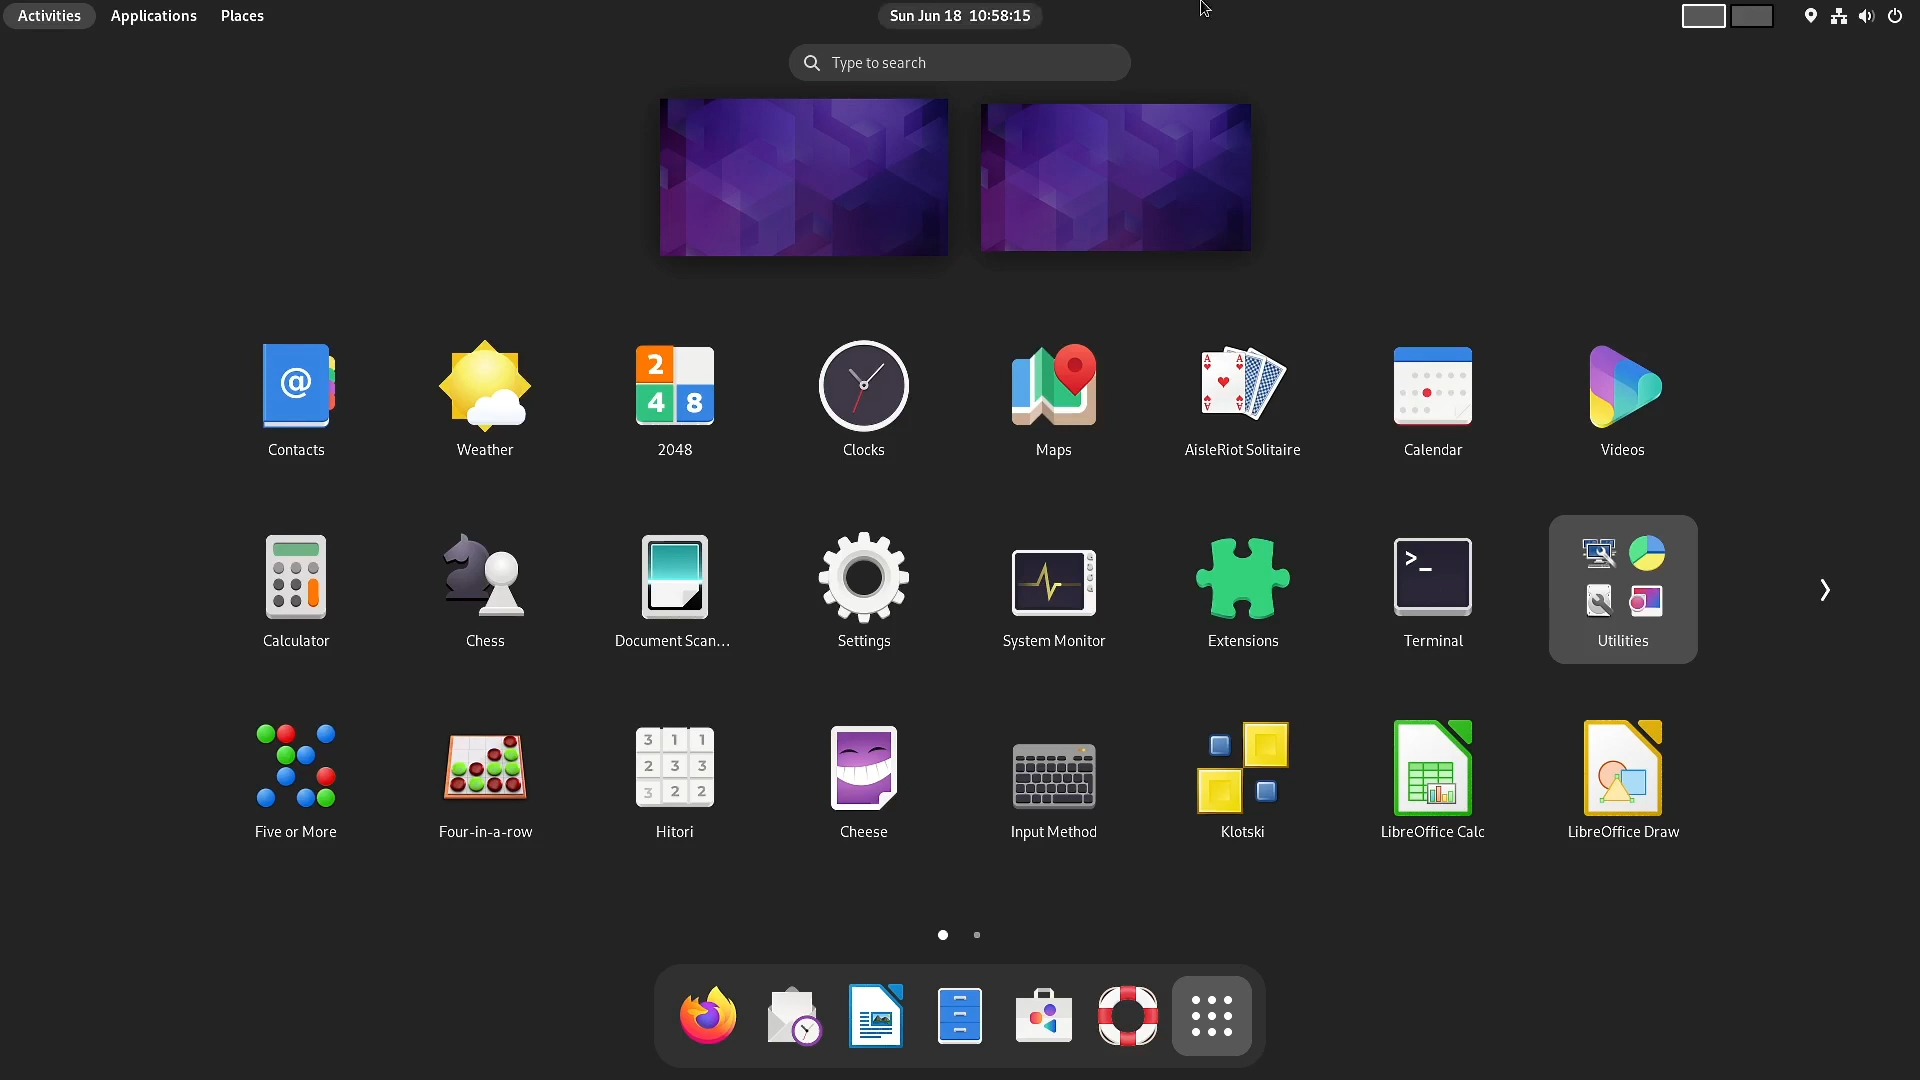 Activities Applications Places Sun Jun 18 10:58:15
Type to search
Contacts Weather 2048 Clocks Maps AisleRiot Solitaire Calendar Videos
Calculator Chess Document Scan... Settings System Monitor Extensions Terminal Utilities
Five or More Four-in-a-row Hitori Cheese Input Method Klotski LibreOffice Calc LibreOffice Draw